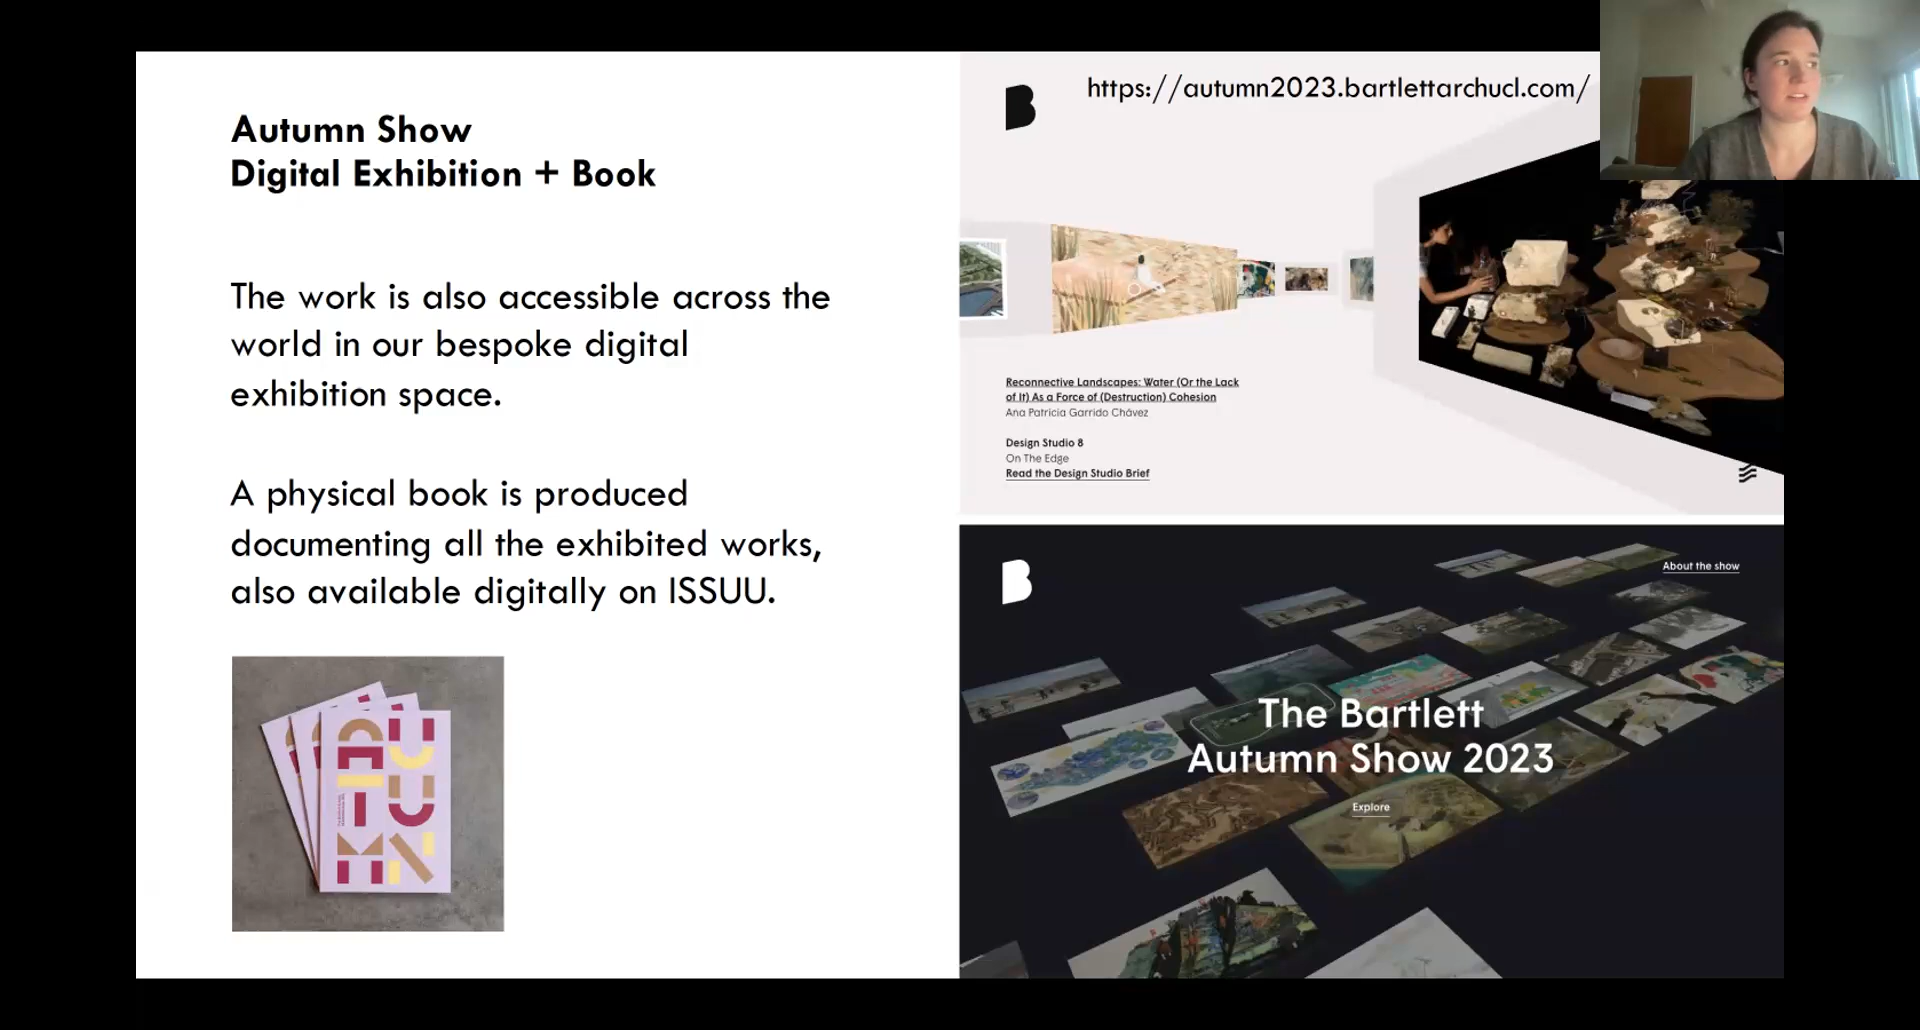 Autumn Show
Digital Exhibition + Book
The work is also accessible across the
world in our bespoke digital
exhibition space.
A physical book is produced
documenting all the exhibited works,
also available digitally on ISSUU.
AU
TU
MN
B
https://autumn2023.bartlettarchucl.com/
Reconnective Landscapes: Water (Or the Lack
of It) As a Force of (Destruction) Cohesion
Ana Patricia Garrido Chávez
Design Studio 8
On The Edge
Read the Design Studio Brief
B
About the show
The Bartlett
Autumn Show 2023
Explore